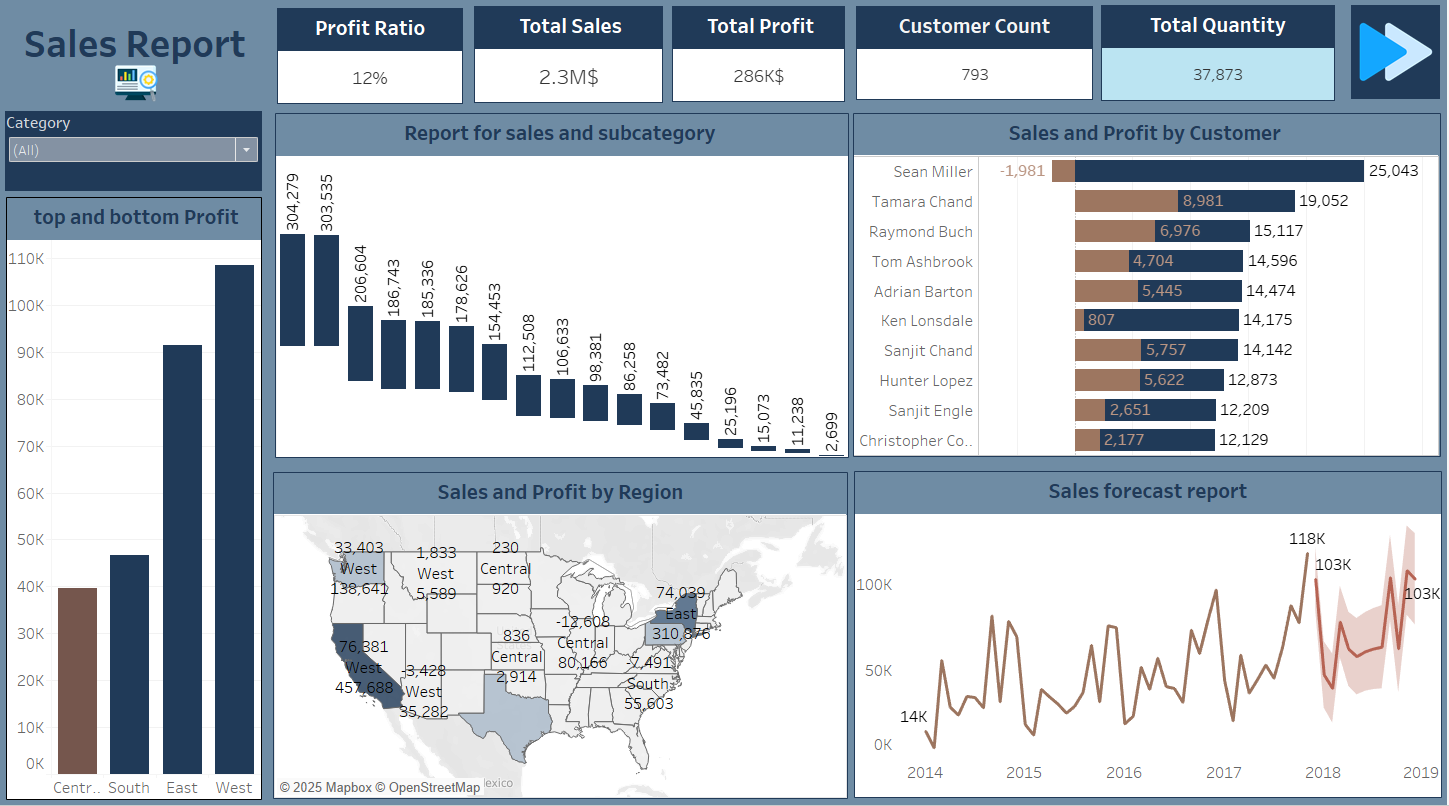 Sales Report
Profit Ratio
12%
Total Sales
2.3M$
Total Profit
286K$
Customer Count
793
Total Quantity
37,873
Category
(All)
top and bottom Profit
110K
100K
90K
80K
70K
60K
50K
40K
30K
20K
10K
0K
Centr.. South East West
Report for sales and subcategory
304,279
303,535
206,604
186,743
185,336
178,626
154,453
112,508
106,633
98,381
86,258
73,482
45,835
25,196
15,073
11,238
2,699
Sales and Profit by Customer
Sean Miller -1,981 25,043
Tamara Chand 8,981 19,052
Raymond Buch 6,976 15,117
Tom Ashbrook 4,704 14,596
Adrian Barton 5,445 14,474
Ken Lonsdale 807 14,175
Sanjit Chand 5,757 14,142
Hunter Lopez 5,622 12,873
Sanjit Engle 2,651 12,209
Christopher Co.. 2,177 12,129
Sales and Profit by Region
33,403
West
138,641
1,833
West
5,589
230
Central
920
74,039
East
310,876
76,381
West
457,688
-3,428
West
35,282
836
Central
2,914
-12,608
Central
80,166
-7,491
South
55,603
© 2025 Mapbox © OpenStreetMap
exico
Sales forecast report
118K
103K
103K
14K
100K
50K
0K
2014 2015 2016 2017 2018 2019